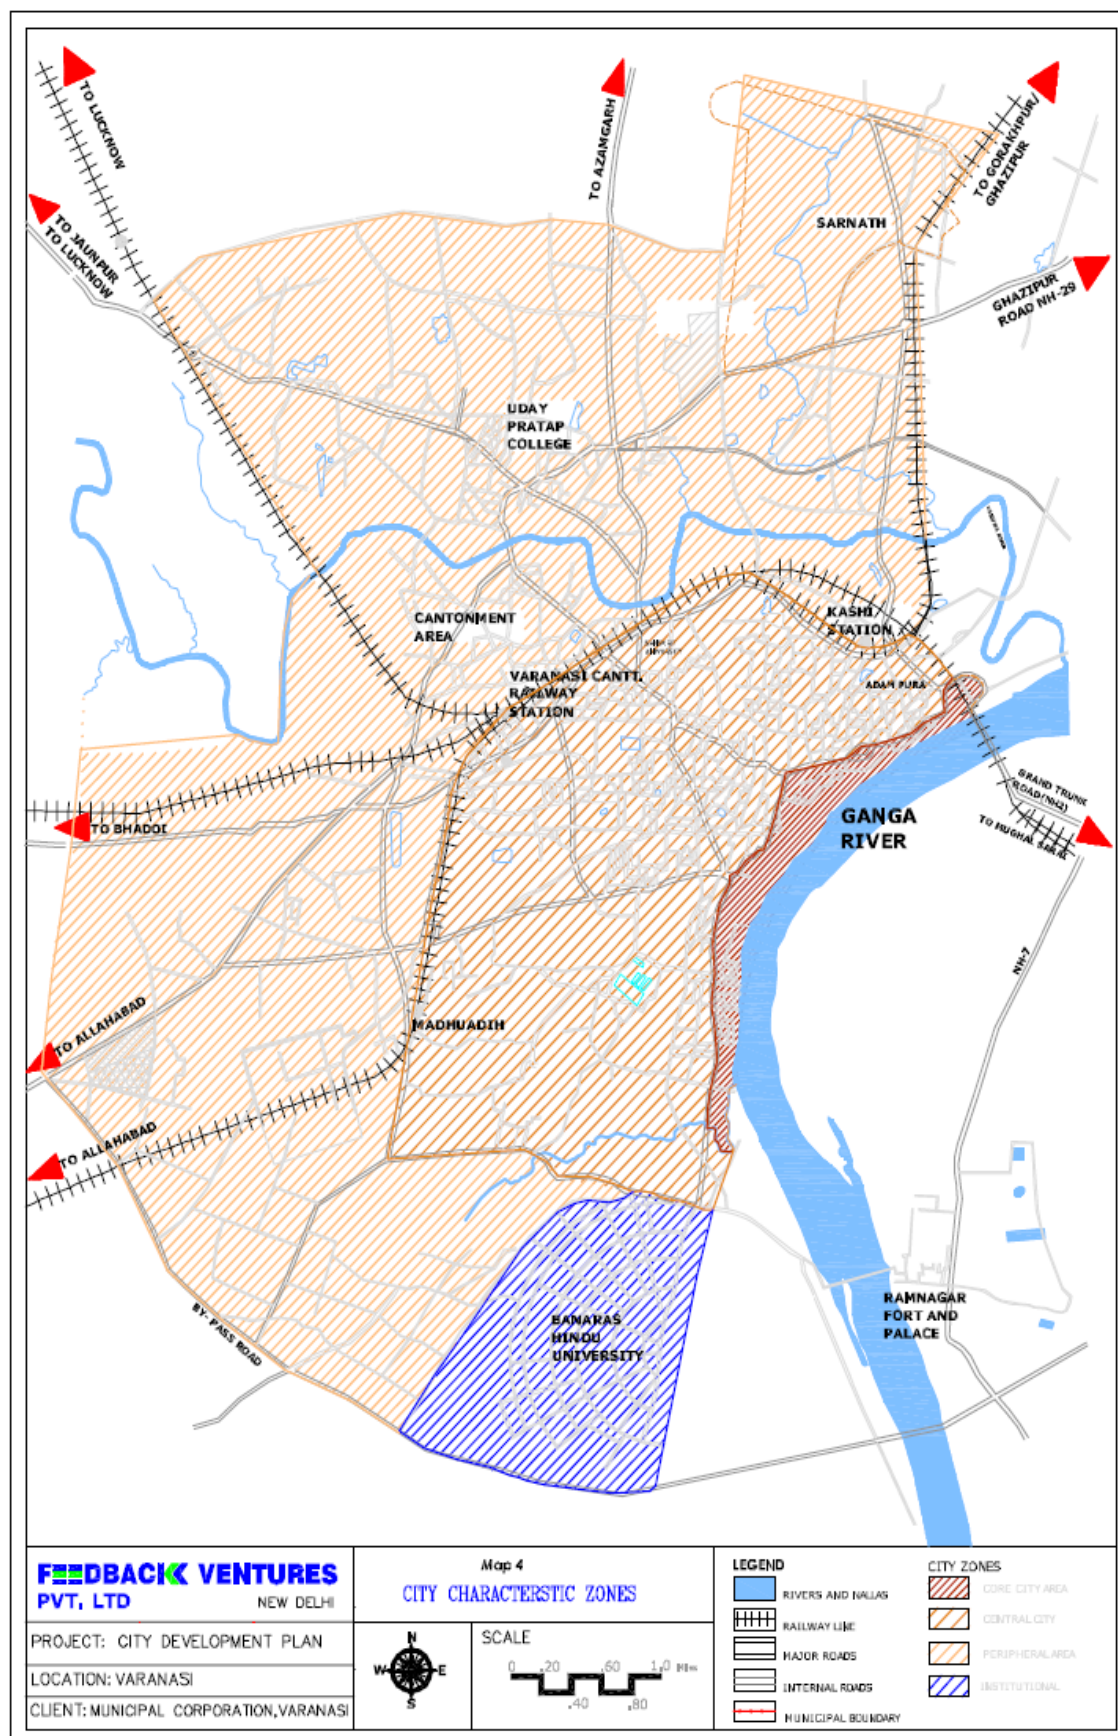 TO LUCKNOW
TO JAUNPUR
TO LUCKNOW
TO AZAMGARH
TO GORAKHPUR/
GHAZIPUR
SARNATH
GHAZIPUR
ROAD NH-29
UDAY
PRATAP
COLLEGE
CANTONMENT
AREA
KASHI
STATION
VARANASI CANTT.
RAILWAY
STATION
ADAM PURA
GRAND TRUNK
ROAD(NH2)
TO MUGHAL SARAI
GANGA
RIVER
TO BHADOI
NH-7
MADHUADIH
TO ALLAHABAD
TO ALLAHABAD
BY- PASS ROAD
BANARAS
HINDU
UNIVERSITY
RAMNAGAR
FORT AND
PALACE
FEEDBACK VENTURES
PVT, LTD
NEW DELHI
PROJECT: CITY DEVELOPMENT PLAN
LOCATION: VARANASI
CLIENT: MUNICIPAL CORPORATION,VARANASI
Map 4
CITY CHARACTERSTIC ZONES
N
W E
S
SCALE
0 .20 .60 1.0 Miles
.40 .80
LEGEND
RIVERS AND NALLAS
RAILWAY LINE
MAJOR ROADS
INTERNAL ROADS
MUNICIPAL BOUNDARY
CITY ZONES
CORE CITY AREA
CENTRAL CITY
PERIPHERAL AREA
INSTITUTIONAL